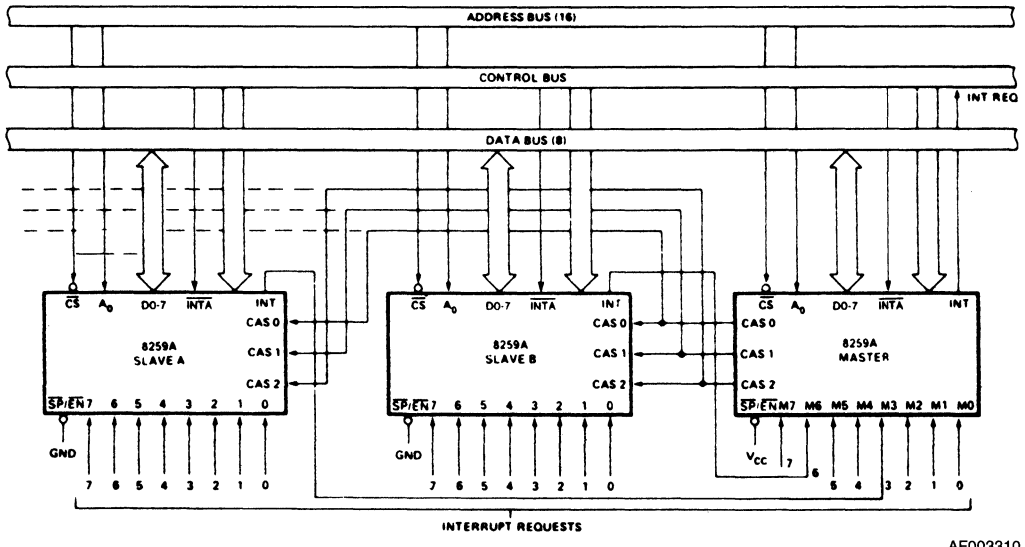 ADDRESS BUS (16)
CONTROL BUS
INT REQ
DATA BUS (8)
CS A0 D0-7 INTA INT
CAS 0
8259A
SLAVE A
CAS 1
CAS 2
SP/EN 7 6 5 4 3 2 1 0
GND
7 6 5 4 3 2 1 0
CS A0 D0-7 INTA INT
CAS 0
8259A
SLAVE B
CAS 1
CAS 2
SP/EN 7 6 5 4 3 2 1 0
GND
7 6 5 4 3 2 1 0
CS A0 D0-7 INTA INT
CAS 0
8259A
MASTER
CAS 1
CAS 2
SP/EN M7 M6 M5 M4 M3 M2 M1 M0
VCC
7 6 5 4 3 2 1 0
INTERRUPT REQUESTS
AF003310